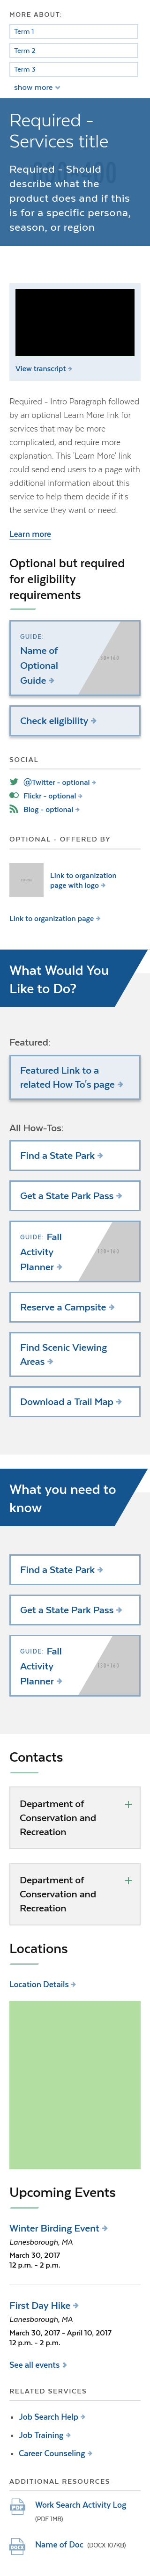 MORE ABOUT:
Term 1
Term 2
Term 3
show more
Required -
Services title
Required - Should
describe what the
product does and if this
is for a specific persona,
season, or region
View transcript
Required - Intro Paragraph followed
by an optional Learn More link for
services that may be more
complicated, and require more
explanation. This 'Learn More' link
could send end users to a page with
additional information about this
service to help them decide if it's
the service they want or need.
Learn more
Optional but required
for eligibility
requirements
GUIDE:
Name of
Optional
Guide
Check eligibility
SOCIAL
@Twitter - optional
Flickr - optional
Blog - optional
OPTIONAL - OFFERED BY
Link to organization
page with logo
Link to organization page
What Would You
Like to Do?
Featured:
Featured Link to a
related How To's page
All How-Tos:
Find a State Park
Get a State Park Pass
GUIDE: Fall
Activity
Planner
Reserve a Campsite
Find Scenic Viewing
Areas
Download a Trail Map
What you need to
know
Find a State Park
Get a State Park Pass
GUIDE: Fall
Activity
Planner
Contacts
Department of
Conservation and
Recreation
Department of
Conservation and
Recreation
Locations
Location Details
Upcoming Events
Winter Birding Event
Lanesborough, MA
March 30, 2017
12 p.m. - 2 p.m.
First Day Hike
Lanesborough, MA
March 30, 2017 - April 10, 2017
12 p.m. - 2 p.m.
See all events
RELATED SERVICES
Job Search Help
Job Training
Career Counseling
ADDITIONAL RESOURCES
PDF
Work Search Activity Log
(PDF 1MB)
DOCX
Name of Doc (DOCX 107KB)